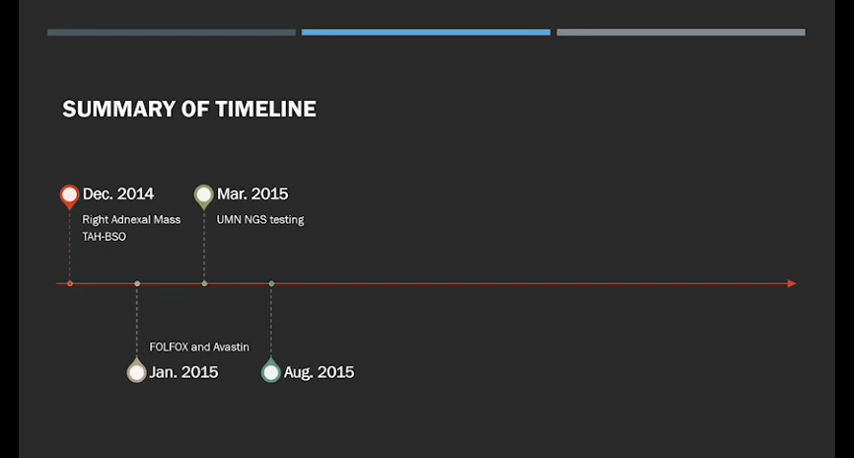 SUMMARY OF TIMELINE
Dec. 2014
Right Adnexal Mass
TAH-BSO
Mar. 2015
UMN NGS testing
FOLFOX and Avastin
Jan. 2015
Aug. 2015